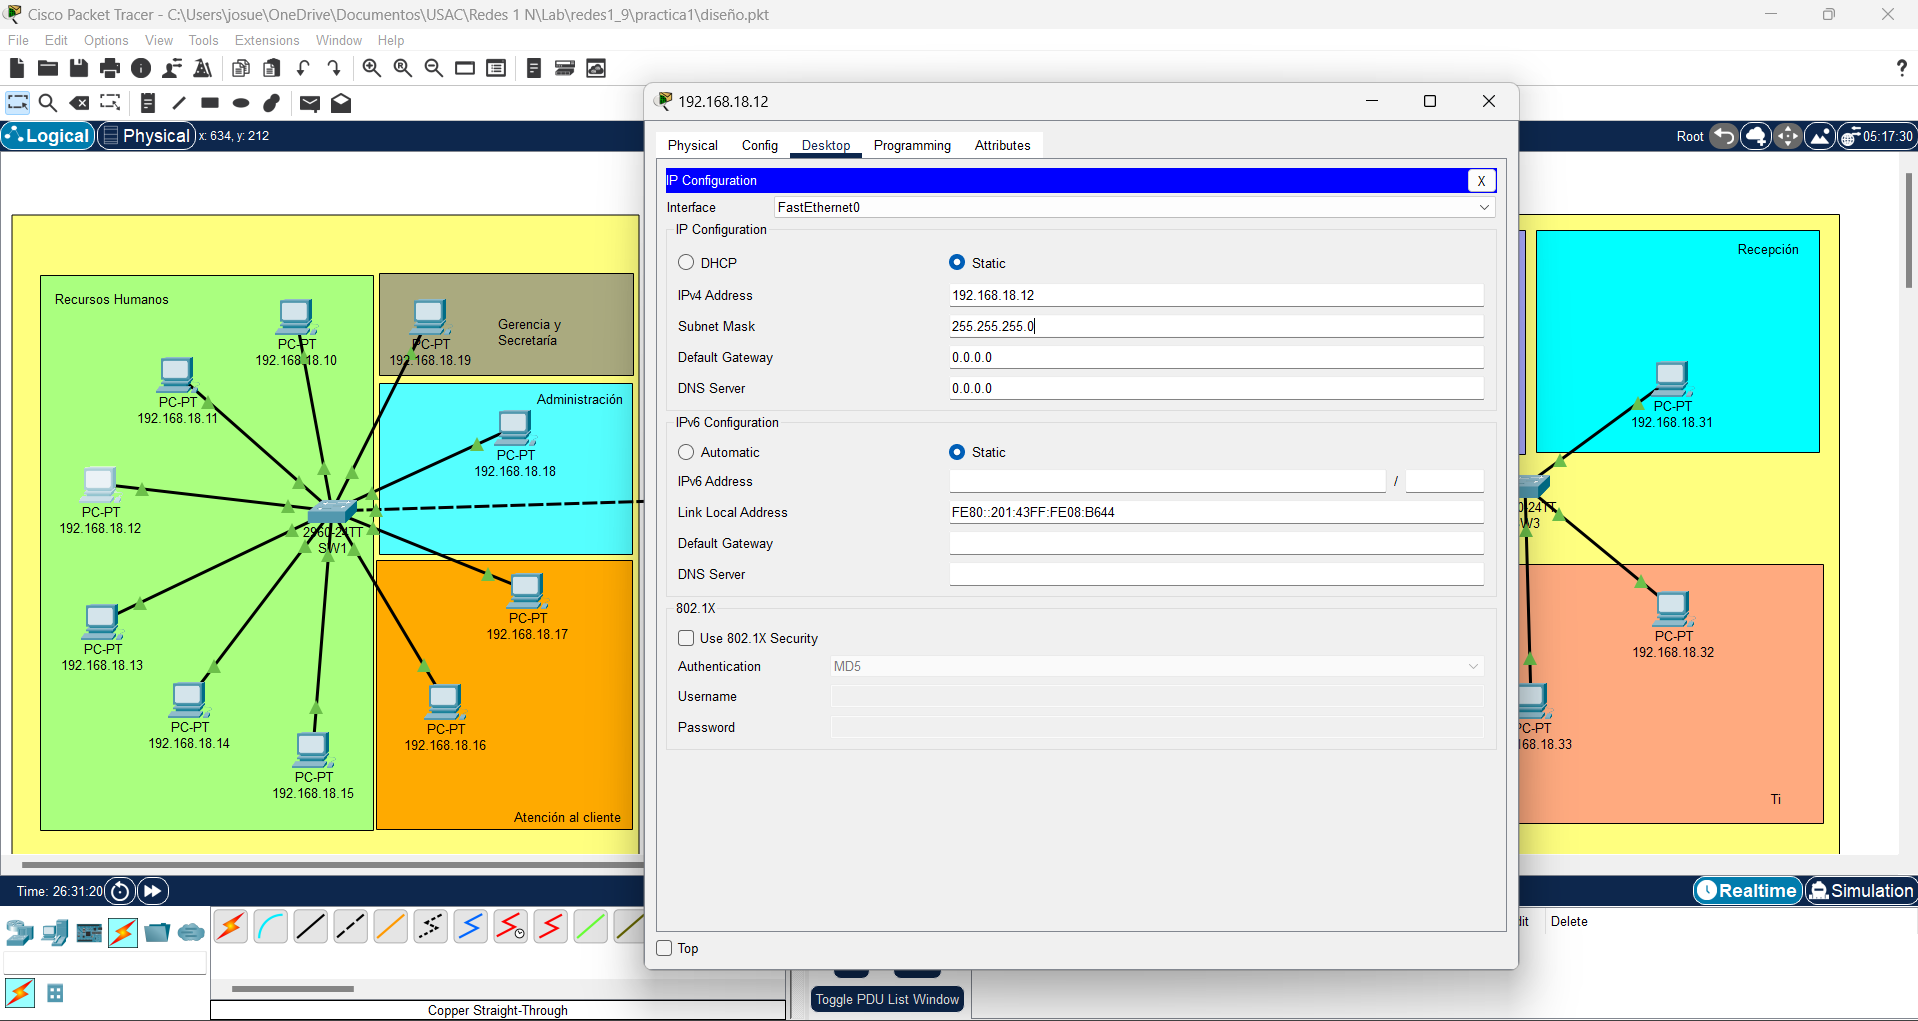 Cisco Packet Tracer - C:\Users\josue\OneDrive\Documentos\USAC\Redes 1 N\Lab\redes1_9\practica1\diseño.pkt
File Edit Options View Tools Extensions Window Help
Logical Physical x: 634, y: 212
Root 05:17:30
Recursos Humanos
PC-PT
192.168.18.10
PC-PT
192.168.18.11
PC-PT
192.168.18.12
PC-PT
192.168.18.13
PC-PT
192.168.18.14
PC-PT
192.168.18.15
2960-24TT
SW1
Gerencia y
Secretaría
PC-PT
192.168.18.19
Administración
PC-PT
192.168.18.18
PC-PT
192.168.18.17
PC-PT
192.168.18.16
Atención al cliente
192.168.18.12
Physical Config Desktop Programming Attributes
IP Configuration X
Interface FastEthernet0
IP Configuration
DHCP Static
IPv4 Address 192.168.18.12
Subnet Mask 255.255.255.0
Default Gateway 0.0.0.0
DNS Server 0.0.0.0
IPv6 Configuration
Automatic Static
IPv6 Address /
Link Local Address FE80::201:43FF:FE08:B644
Default Gateway
DNS Server
802.1X
Use 802.1X Security
Authentication MD5
Username
Password
Top
Recepción
PC-PT
192.168.18.31
24TT
W3
PC-PT
192.168.18.32
PC-PT
168.18.33
Ti
Time: 26:31:20
Realtime Simulation
dit Delete
Toggle PDU List Window
Copper Straight-Through